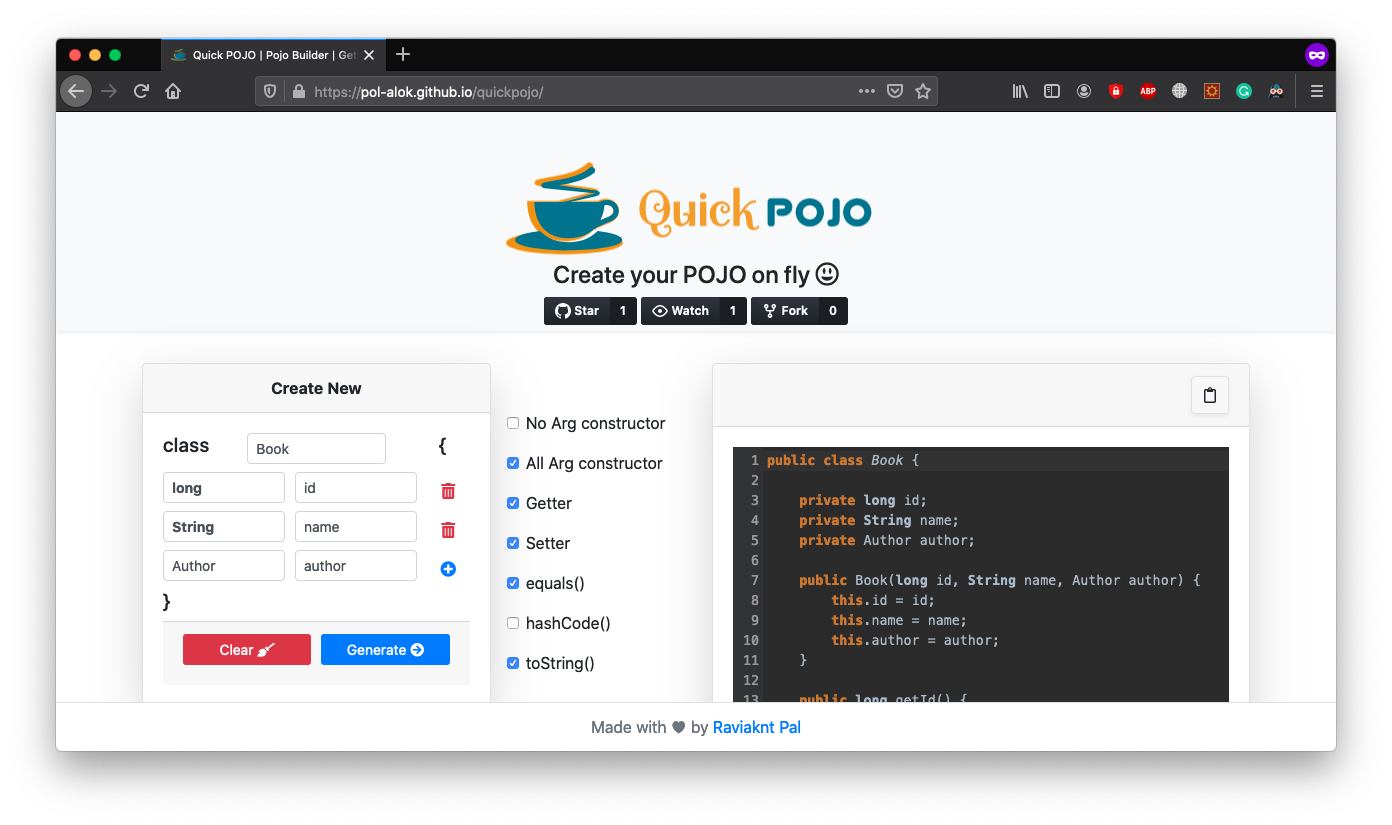 Quick POJO | Pojo Builder | Get
https://pol-alok.github.io/quickpojo/
ABP
Quick POJO
Create your POJO on fly 😃
Star 1 Watch 1 Fork 0
Create New
class Book {
long id
String name
Author author
}
Clear Generate
No Arg constructor
All Arg constructor
Getter
Setter
equals()
hashCode()
toString()
1 public class Book {
2
3 private long id;
4 private String name;
5 private Author author;
6
7 public Book(long id, String name, Author author) {
8 this.id = id;
9 this.name = name;
10 this.author = author;
11 }
12
13 public long getId() {
Made with ♥ by Raviaknt Pal